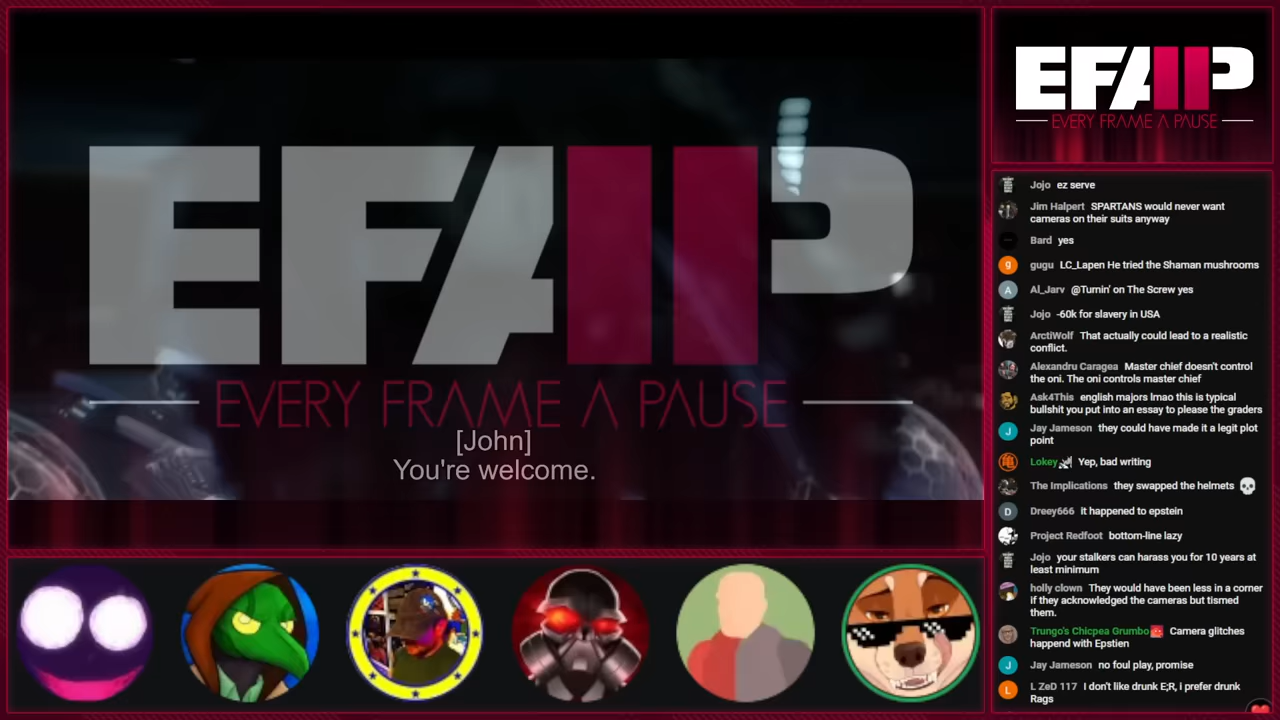 EFAP
EVERY FRAME A PAUSE
[John]
You're welcome.
EFAP
EVERY FRAME A PAUSE
Jojo ez serve
Jim Halpert SPARTANS would never want
cameras on their suits anyway
Bard yes
g
gugu LC_Lapen He tried the Shaman mushrooms
A
Al_Jarv @Turnin' on The Screw yes
Jojo -60k for slavery in USA
ArctiWolf That actually could lead to a realistic
conflict.
Alexandru Caragea Master chief doesn't control
the oni. The oni controls master chief
Ask4This english majors lmao this is typical
bullshit you put into an essay to please the graders
J
Jay Jameson they could have made it a legit plot
point
Lokey Yep, bad writing
The Implications they swapped the helmets 💀
D
Dreey666 it happened to epstein
Project Redfoot bottom-line lazy
Jojo your stalkers can harass you for 10 years at
least minimum
holly clown They would have been less in a corner
if they acknowledged the cameras but tismed
them.
Trungo's Chicpea Grumbo Camera glitches
happend with Epstien
J
Jay Jameson no foul play, promise
L
L ZeD 117 I don't like drunk E;R, i prefer drunk
Rags